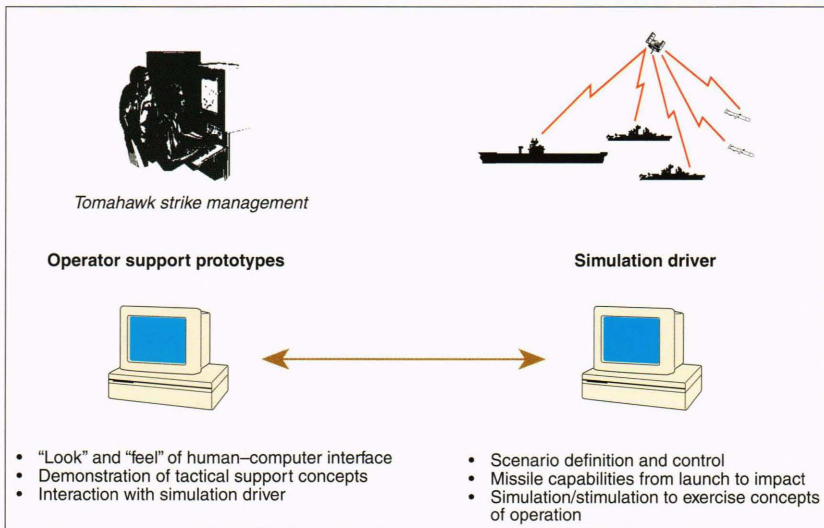 Tomahawk strike management
Operator support prototypes
Simulation driver
• “Look” and “feel” of human–computer interface
• Demonstration of tactical support concepts
• Interaction with simulation driver
• Scenario definition and control
• Missile capabilities from launch to impact
• Simulation/stimulation to exercise concepts
of operation